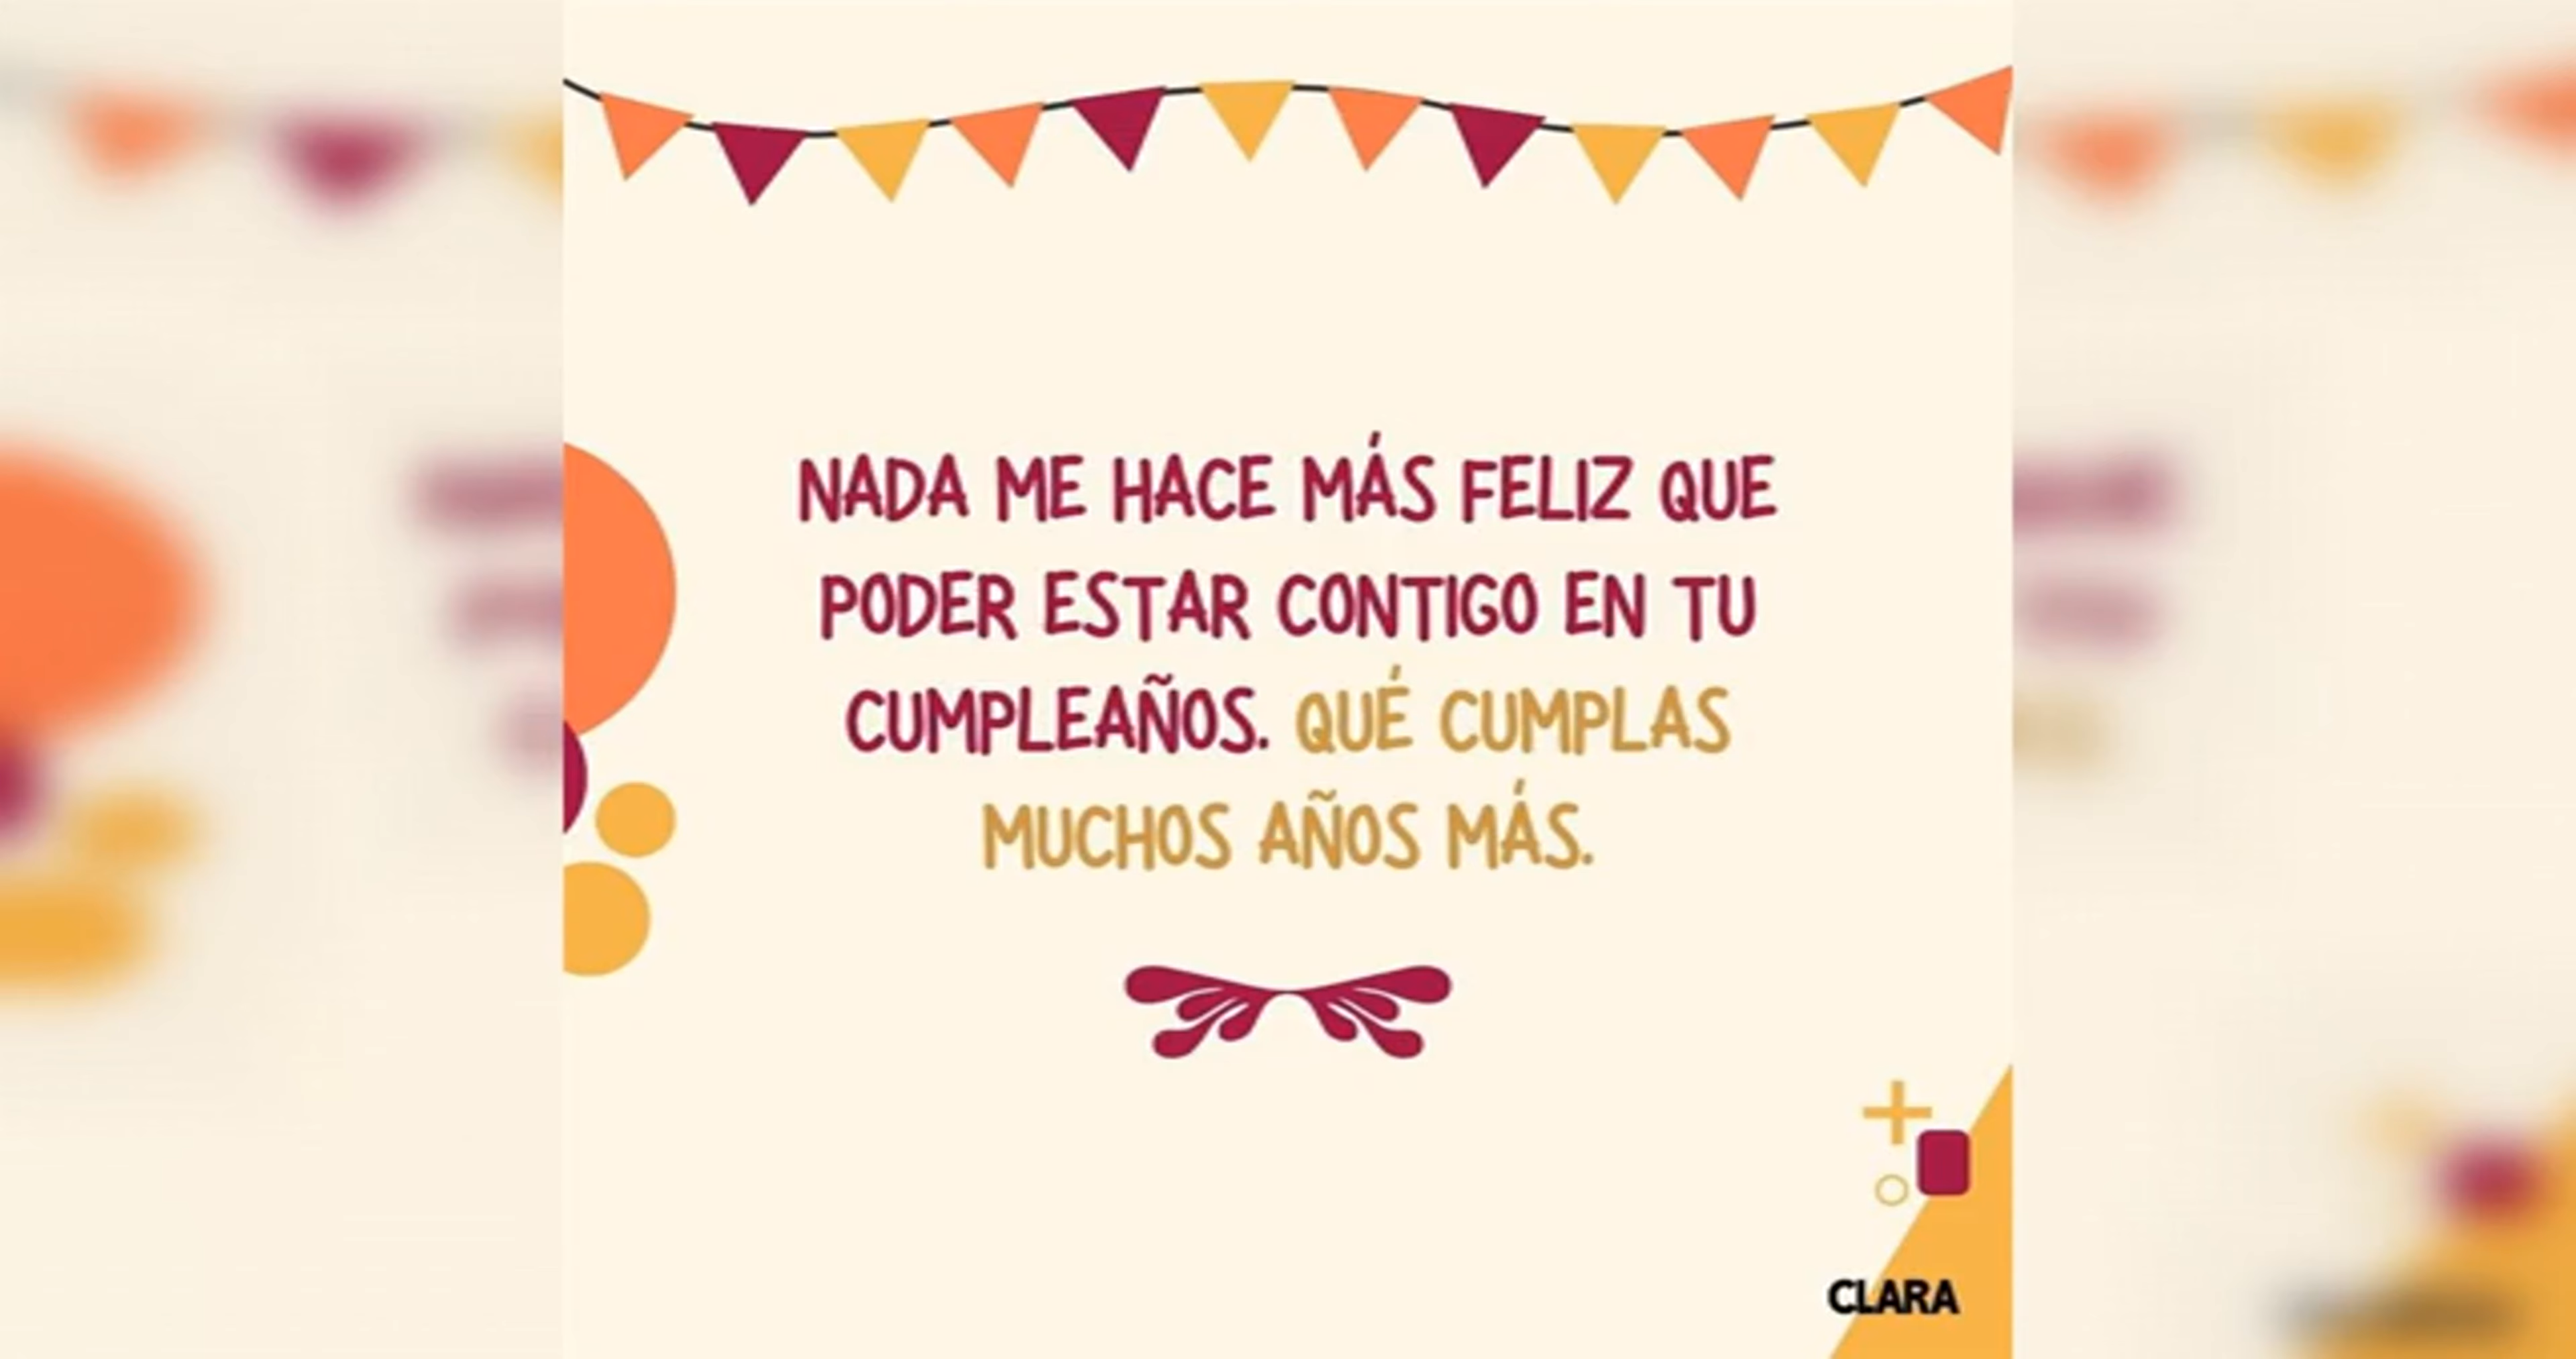 NADA ME HACE MÁS FELIZ QUE
PODER ESTAR CONTIGO EN TU
CUMPLEAÑOS. QUÉ CUMPLAS
MUCHOS AÑOS MÁS.
CLARA